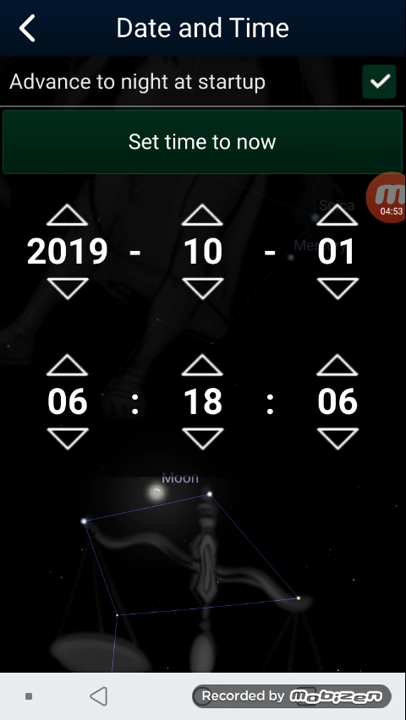 Date and Time
Advance to night at startup
Set time to now
Spica
04:53
2019 - 10 - 01
06 : 18 : 06
Moon
Recorded by mobizen